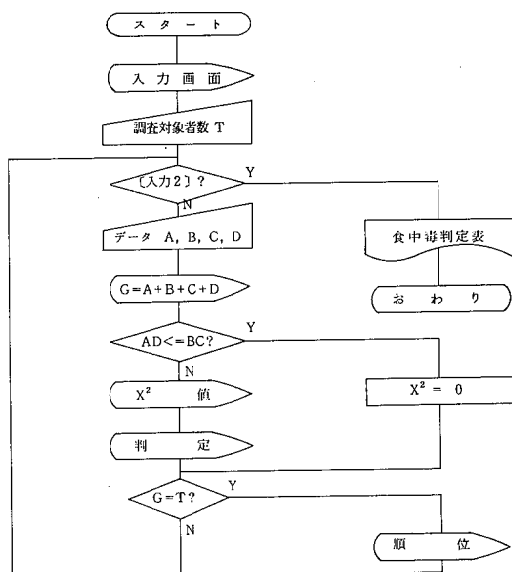 スタート
入力画面
調査対象者数 T
〔入力2〕?
Y
N
データ A, B, C, D
食中毒判定表
G=A+B+C+D
おわり
AD<=BC?
Y
N
X² 値
X² = 0
判定
G=T?
Y
N
順位